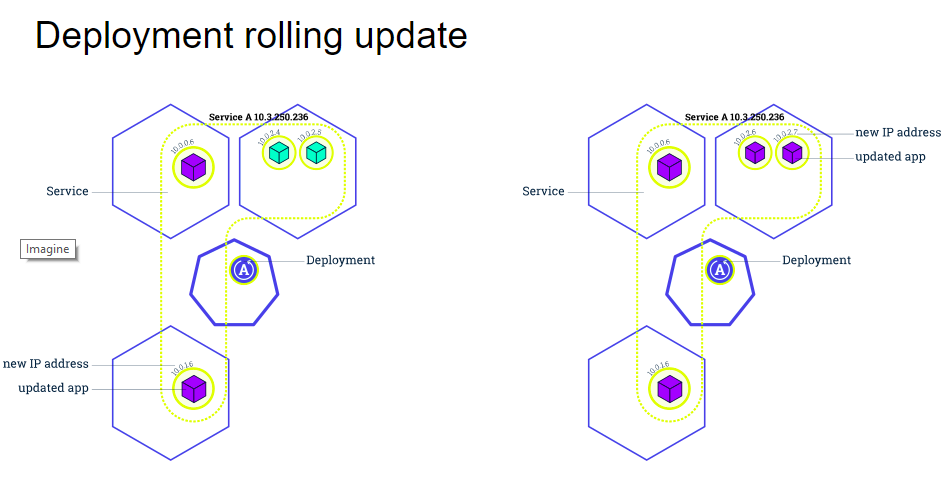 Deployment rolling update
Service A 10.3.250.236
10.0.0.6
10.0.2.4
10.0.2.5
Service
Imagine
Deployment
new IP address
10.0.1.6
updated app
Service A 10.3.250.236
10.0.0.6
10.0.2.6
10.0.2.7
new IP address
updated app
Service
Deployment
10.0.1.6